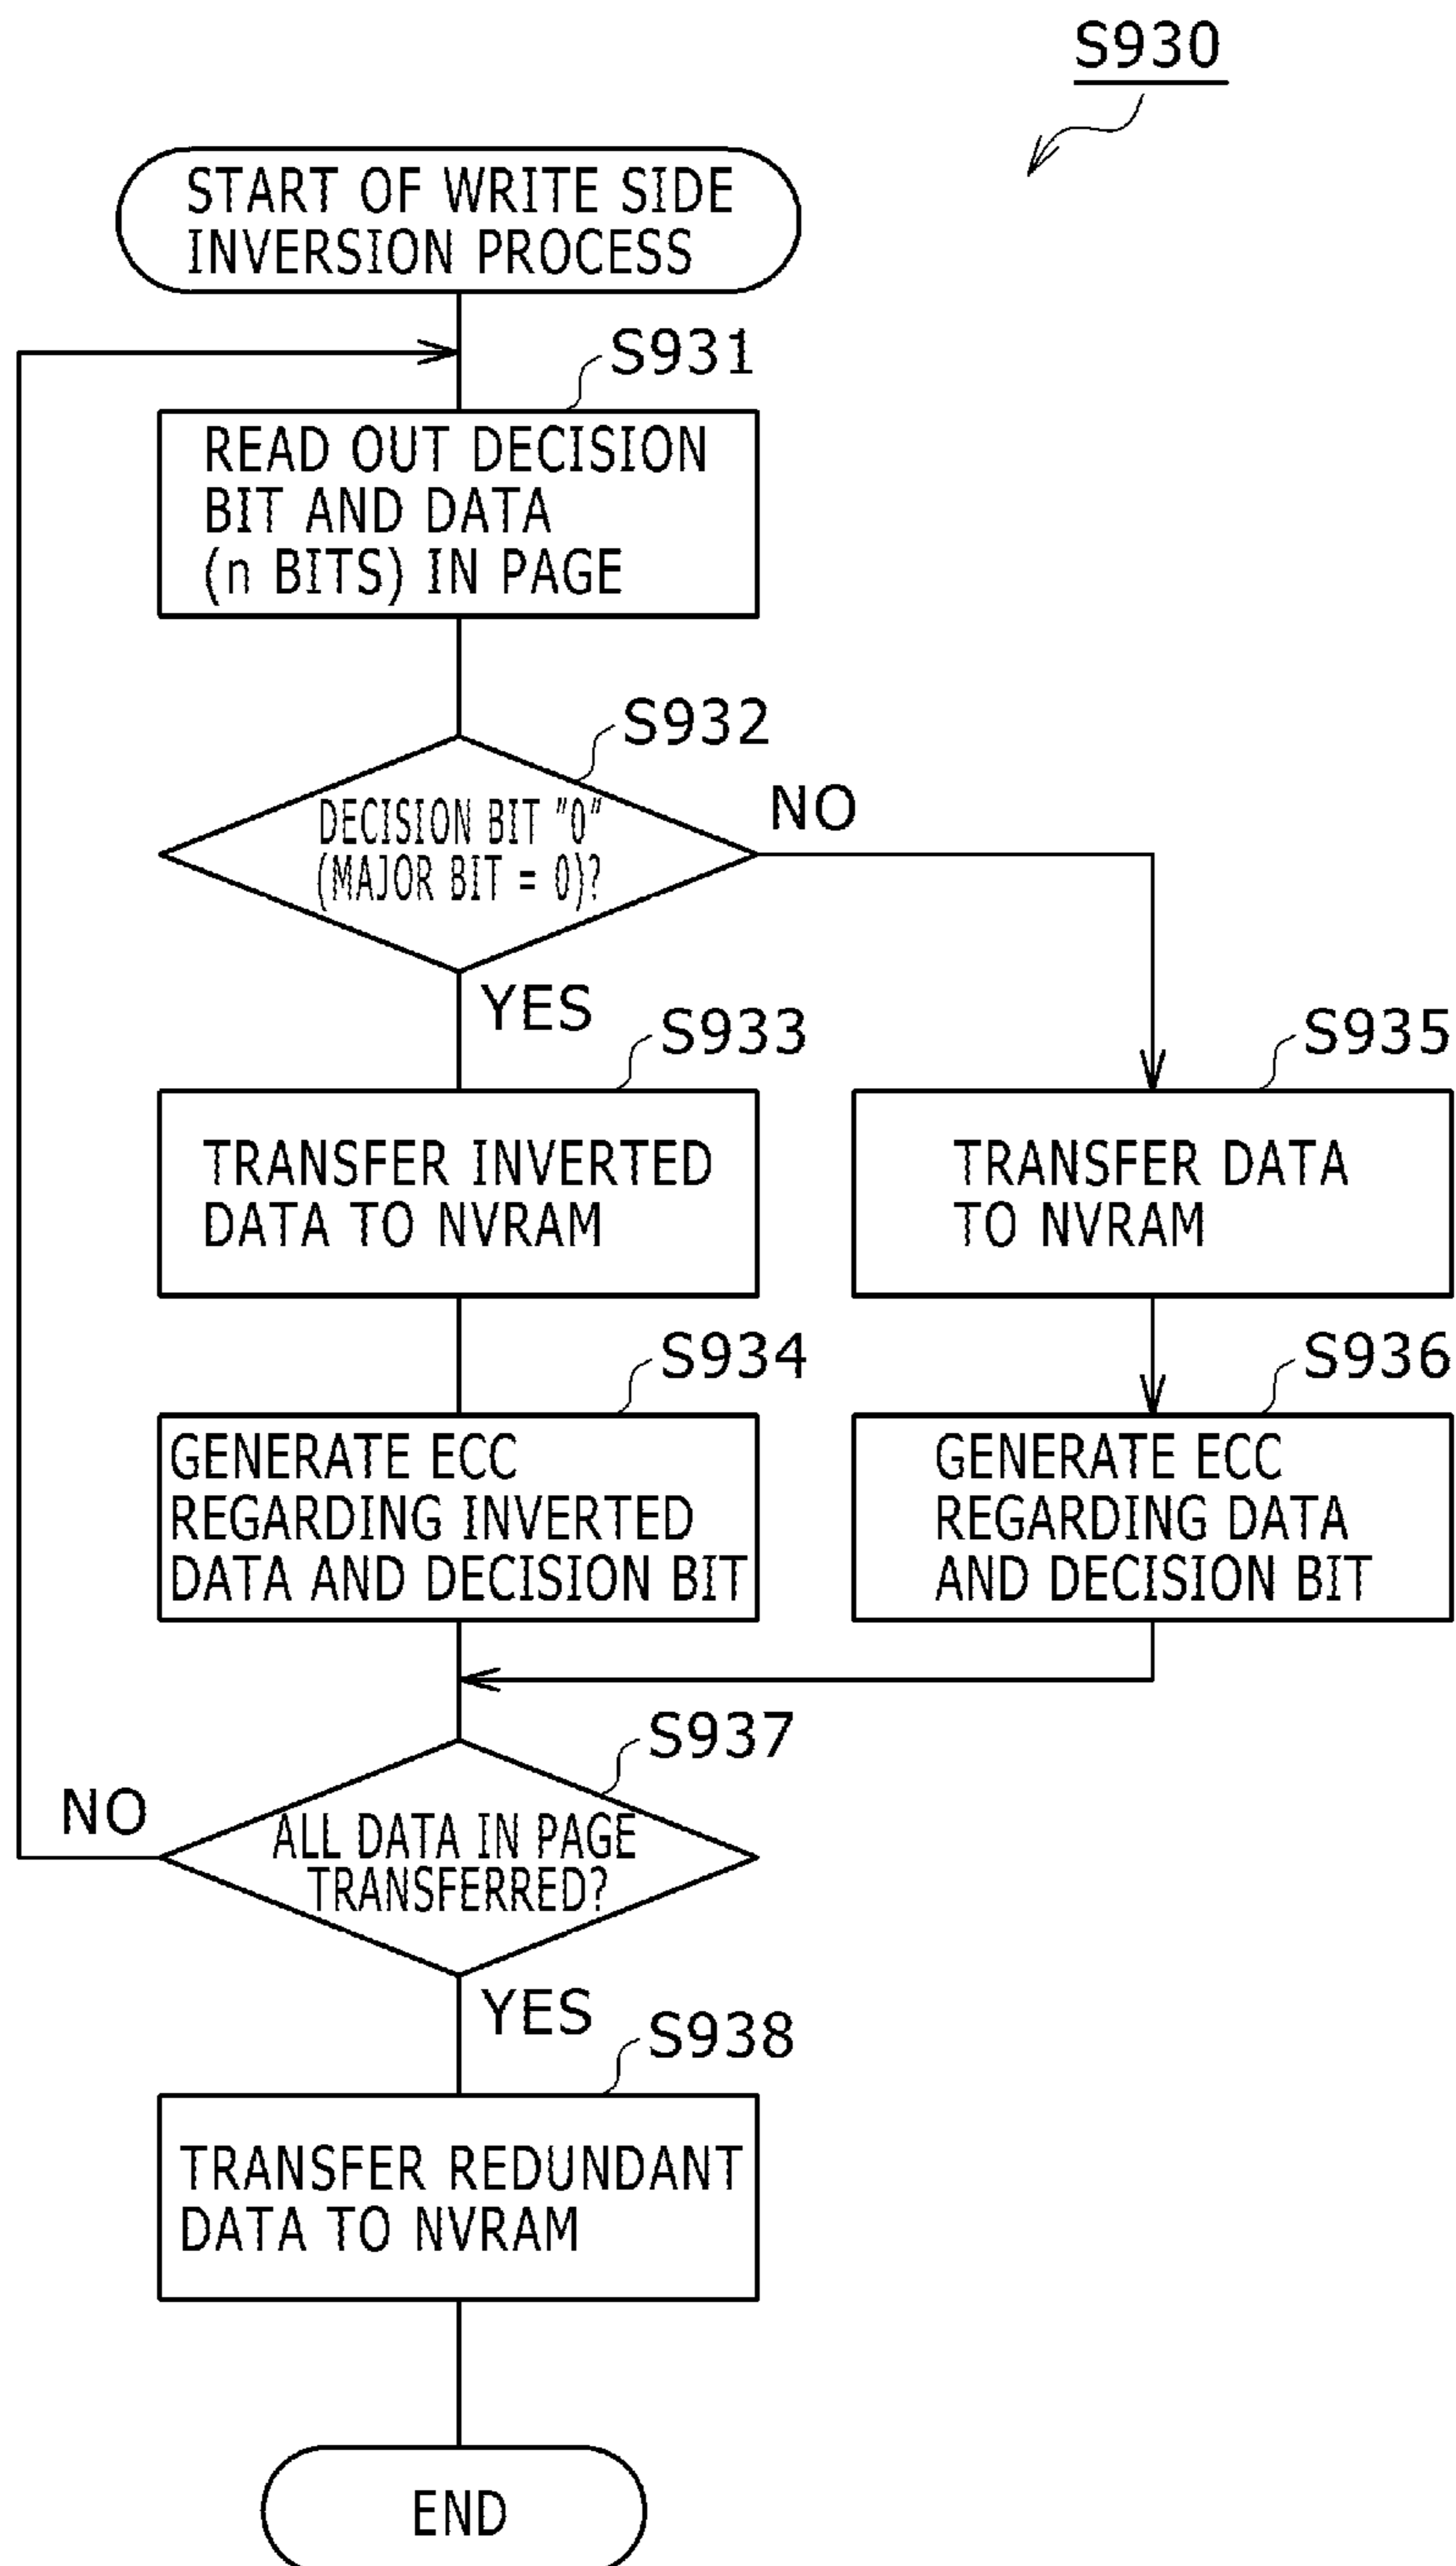 S930
START OF WRITE SIDE
INVERSION PROCESS
S931
READ OUT DECISION
BIT AND DATA
(n BITS) IN PAGE
S932
DECISION BIT "0"
(MAJOR BIT = 0)?
NO
YES
S933
TRANSFER INVERTED
DATA TO NVRAM
S935
TRANSFER DATA
TO NVRAM
S934
GENERATE ECC
REGARDING INVERTED
DATA AND DECISION BIT
S936
GENERATE ECC
REGARDING DATA
AND DECISION BIT
S937
ALL DATA IN PAGE
TRANSFERRED?
NO
YES
S938
TRANSFER REDUNDANT
DATA TO NVRAM
END